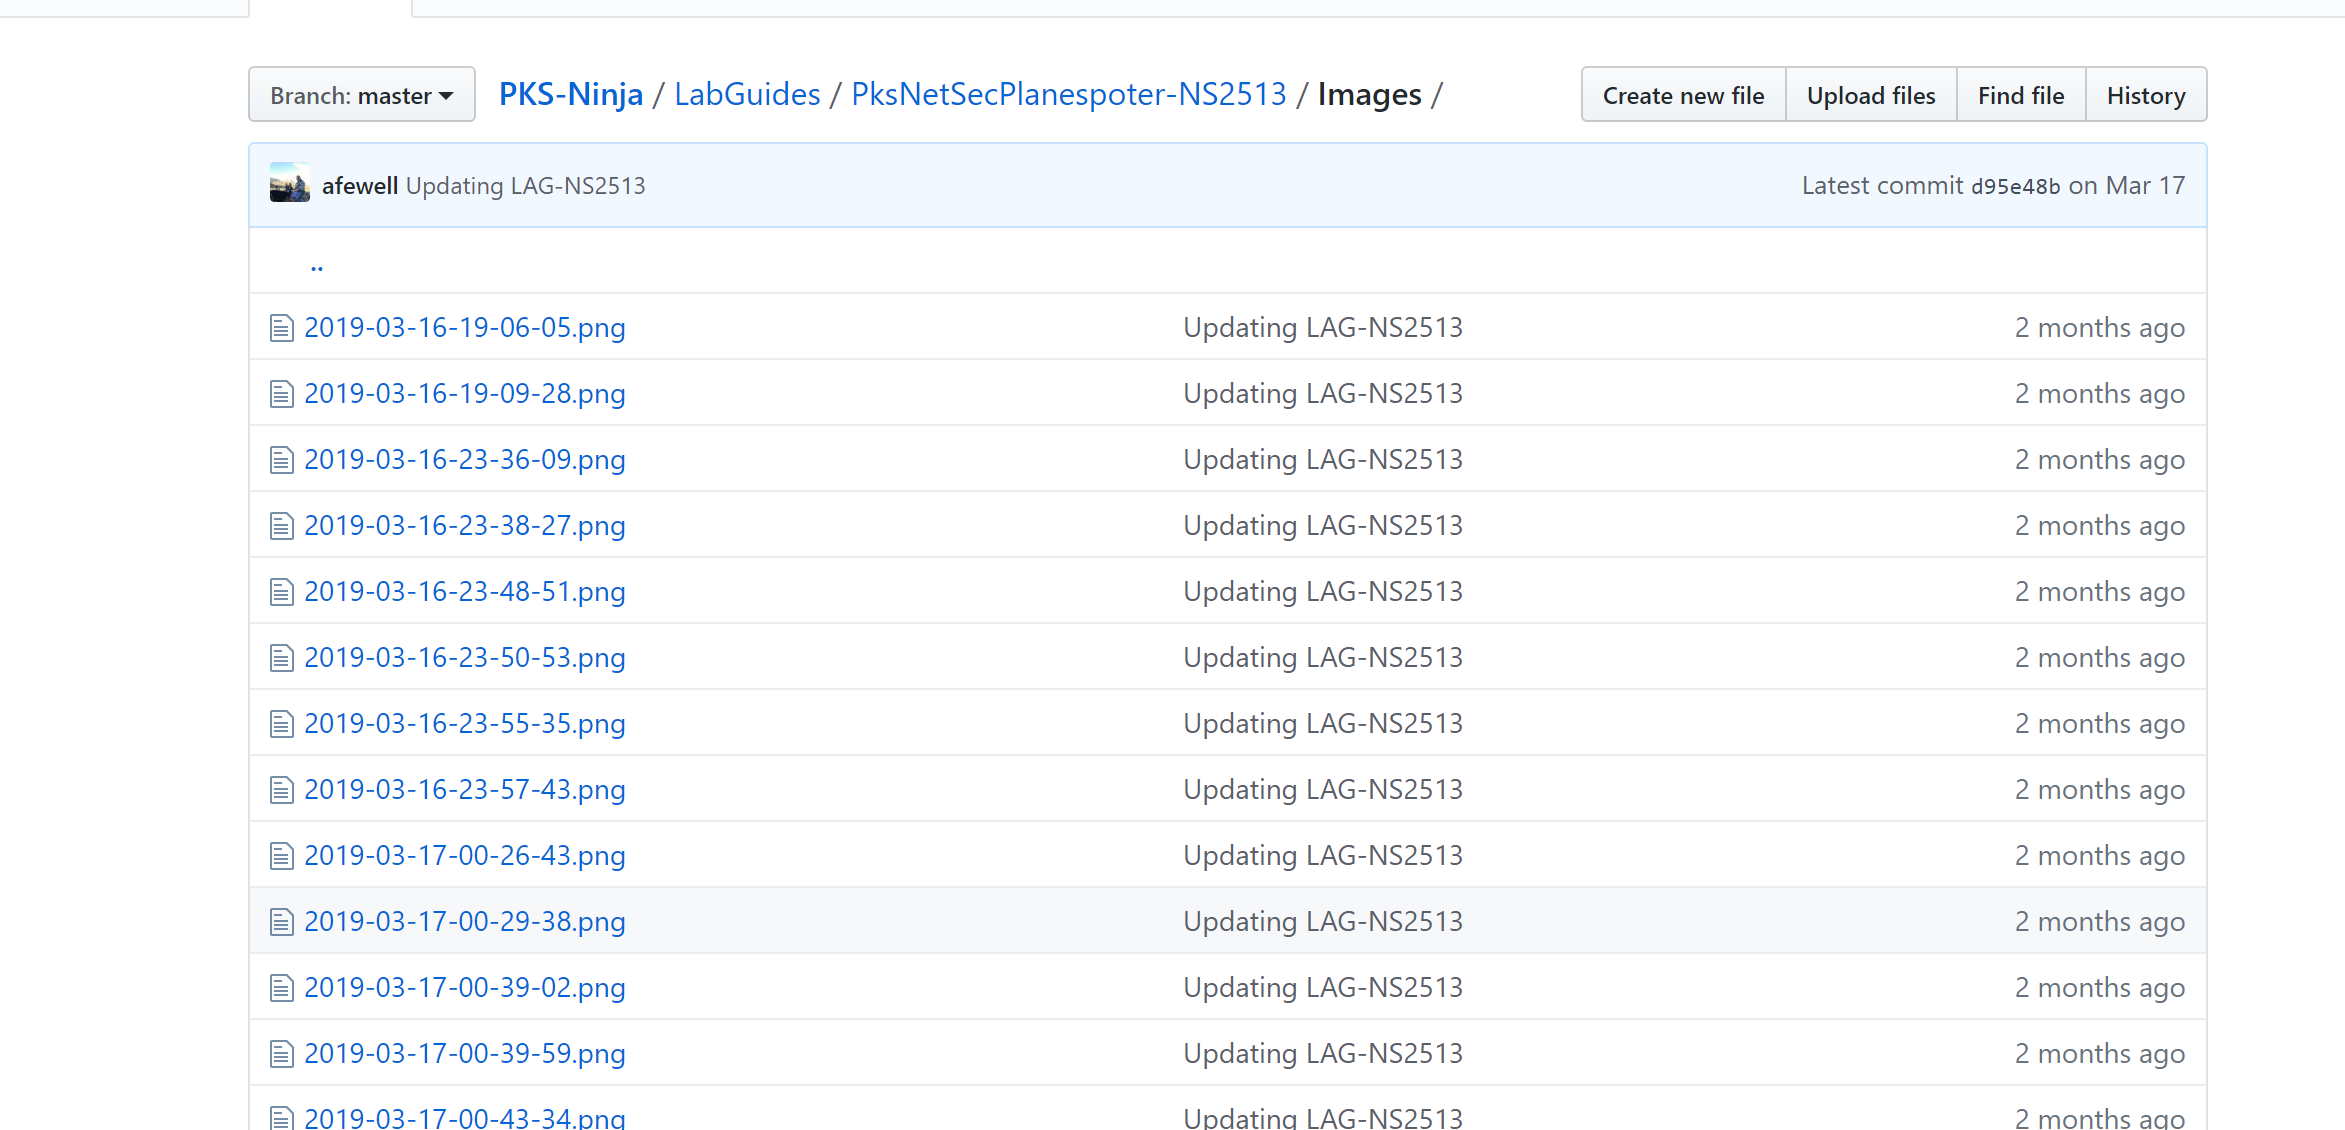 Branch: master PKS-Ninja / LabGuides / PksNetSecPlanespoter-NS2513 / Images / Create new file Upload files Find file History
afewell Updating LAG-NS2513 Latest commit d95e48b on Mar 17
..
2019-03-16-19-06-05.png Updating LAG-NS2513 2 months ago
2019-03-16-19-09-28.png Updating LAG-NS2513 2 months ago
2019-03-16-23-36-09.png Updating LAG-NS2513 2 months ago
2019-03-16-23-38-27.png Updating LAG-NS2513 2 months ago
2019-03-16-23-48-51.png Updating LAG-NS2513 2 months ago
2019-03-16-23-50-53.png Updating LAG-NS2513 2 months ago
2019-03-16-23-55-35.png Updating LAG-NS2513 2 months ago
2019-03-16-23-57-43.png Updating LAG-NS2513 2 months ago
2019-03-17-00-26-43.png Updating LAG-NS2513 2 months ago
2019-03-17-00-29-38.png Updating LAG-NS2513 2 months ago
2019-03-17-00-39-02.png Updating LAG-NS2513 2 months ago
2019-03-17-00-39-59.png Updating LAG-NS2513 2 months ago
2019-03-17-00-43-34.png Updating LAG-NS2513 2 months ago